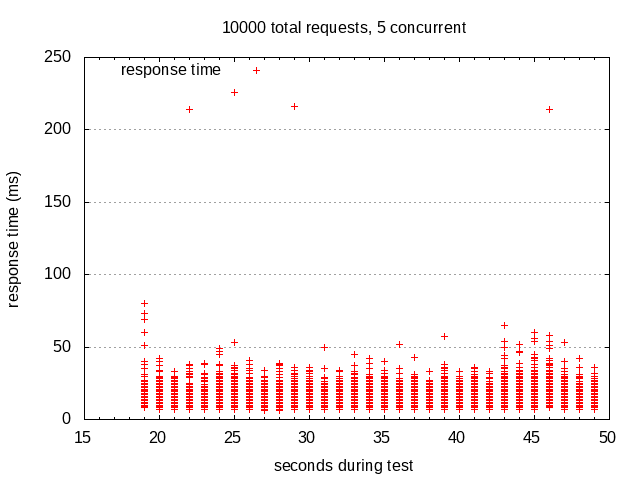 10000 total requests, 5 concurrent
250
response time
200
150
100
50
0
response time (ms)
15 20 25 30 35 40 45 50
seconds during test